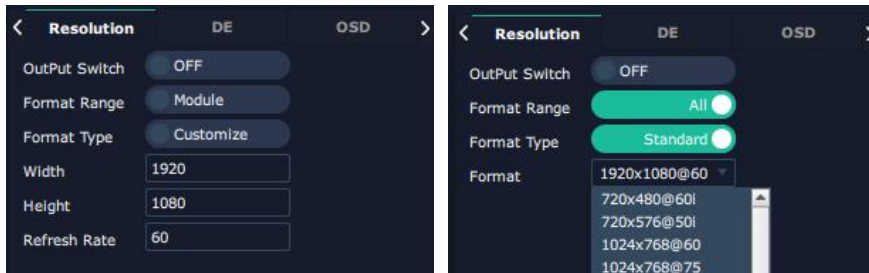 Resolution DE OSD
OutPut Switch OFF
Format Range Module
Format Type Customize
Width 1920
Height 1080
Refresh Rate 60
Resolution DE OSD
OutPut Switch OFF
Format Range All
Format Type Standard
Format 1920x1080@60
720x480@60i
720x576@50i
1024x768@60
1024x768@75